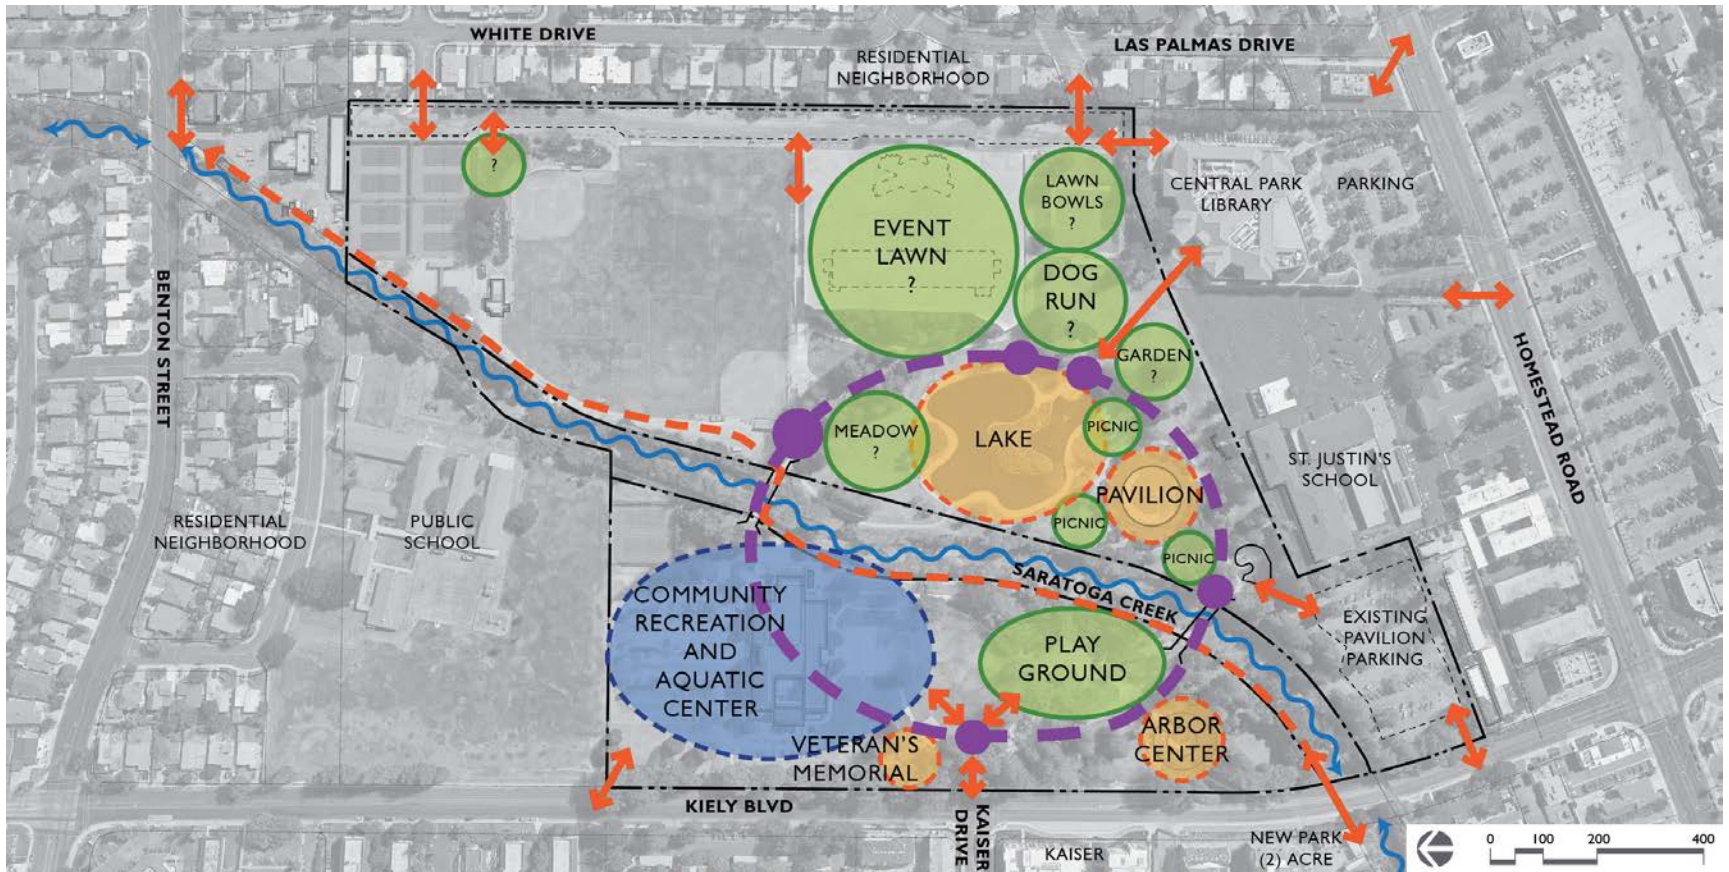 WHITE DRIVE
LAS PALMAS DRIVE
RESIDENTIAL
NEIGHBORHOOD
?
EVENT
LAWN
?
LAWN
BOWLS
?
CENTRAL PARK
LIBRARY
PARKING
DOG
RUN
?
BENTON STREET
HOMESTEAD ROAD
GARDEN
?
MEADOW
?
LAKE
PICNIC
PAVILION
PICNIC
PICNIC
ST. JUSTIN'S
SCHOOL
RESIDENTIAL
NEIGHBORHOOD
PUBLIC
SCHOOL
SARATOGA CREEK
COMMUNITY
RECREATION
AND
AQUATIC
CENTER
PLAY
GROUND
EXISTING
PAVILION
PARKING
VETERAN'S
MEMORIAL
ARBOR
CENTER
KIELY BLVD
KAISER
DRIVE
KAISER
NEW PARK
(2) ACRE
0 100 200 400